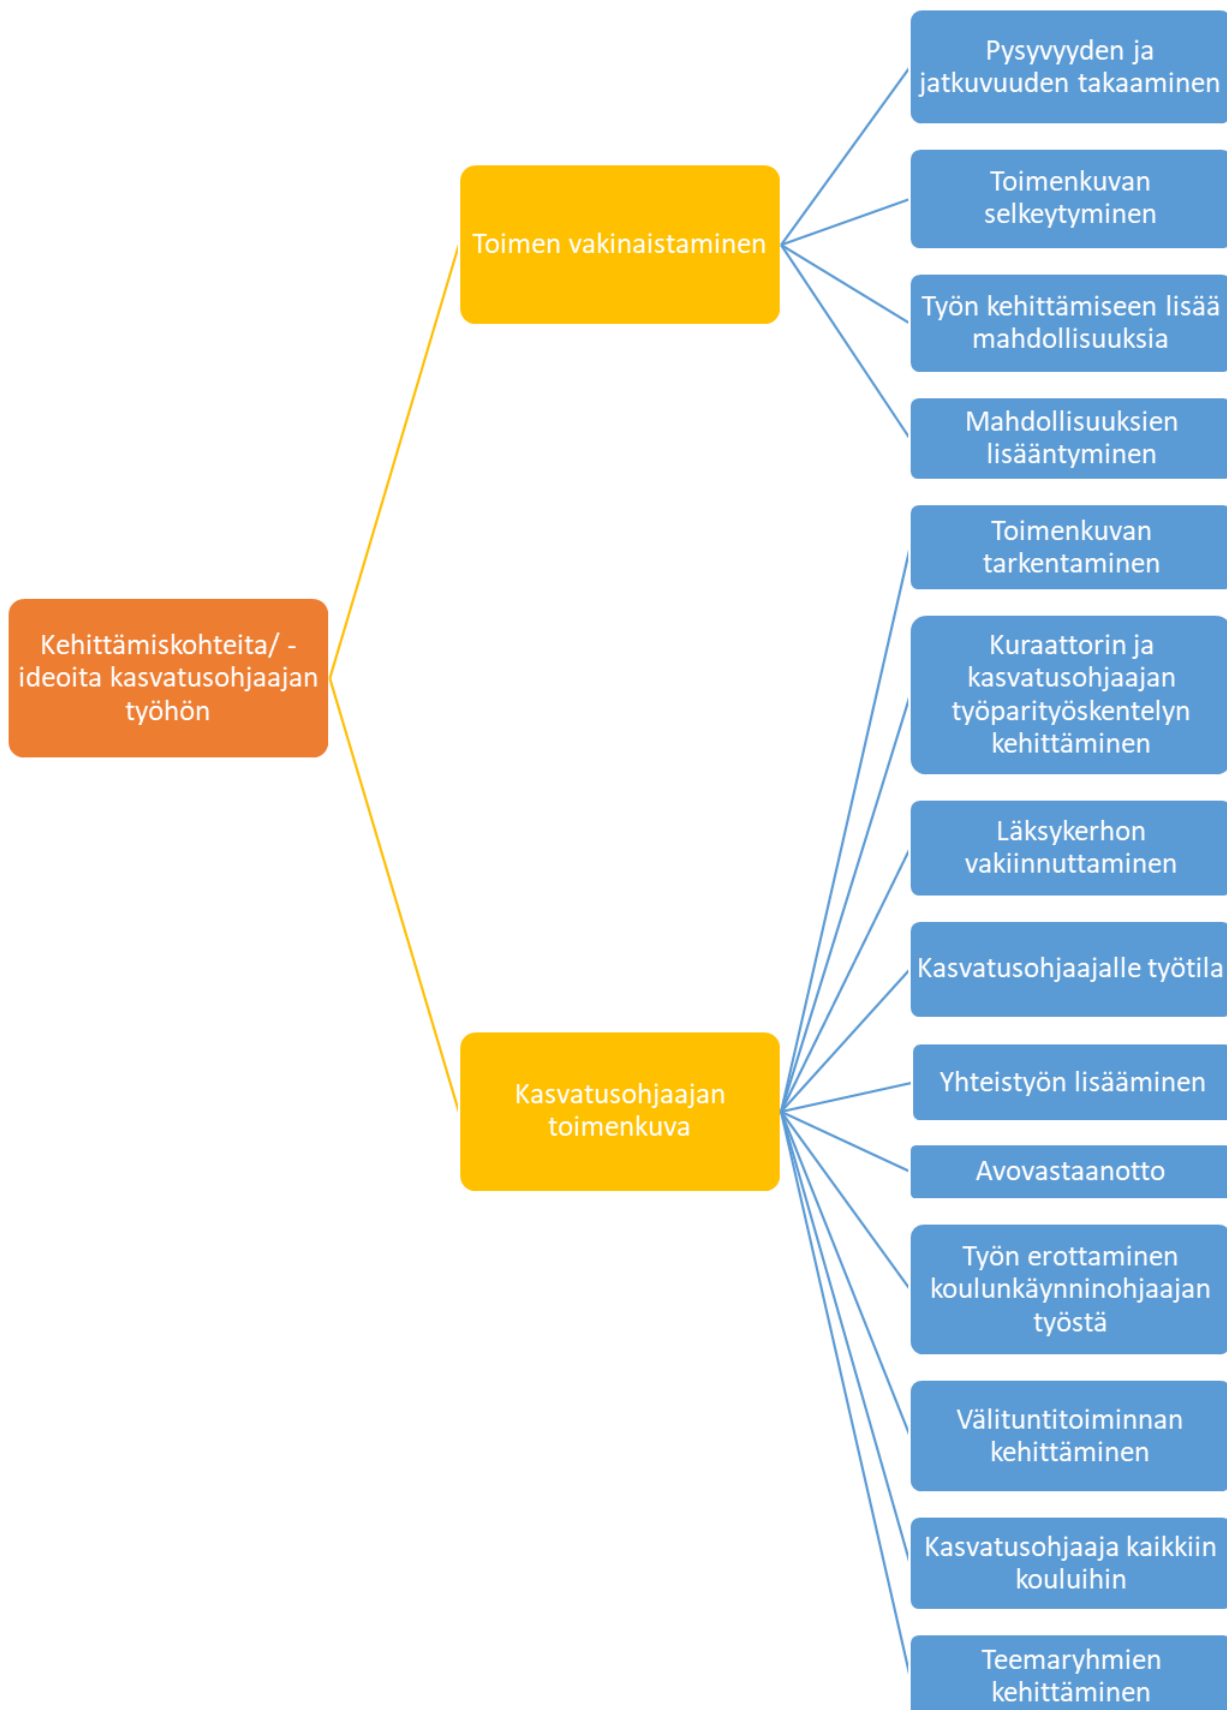 Kehittämiskohteita/ -
ideoita kasvatusohjaajan
työhön
Toimen vakinaistaminen
Pysyvyyden ja
jatkuvuuden takaaminen
Toimenkuvan
selkeytyminen
Työn kehittämiseen lisää
mahdollisuuksia
Mahdollisuuksien
lisääntyminen
Kasvatusohjaajan
toimenkuva
Toimenkuvan
tarkentaminen
Kuraattorin ja
kasvatusohjaajan
työparityöskentelyn
kehittäminen
Läksykerhon
vakiinnuttaminen
Kasvatusohjaajalle työtila
Yhteistyön lisääminen
Avovastaanotto
Työn erottaminen
koulunkäynninohjaajan
työstä
Välituntitoiminnan
kehittäminen
Kasvatusohjaaja kaikkiin
kouluihin
Teemaryhmien
kehittäminen